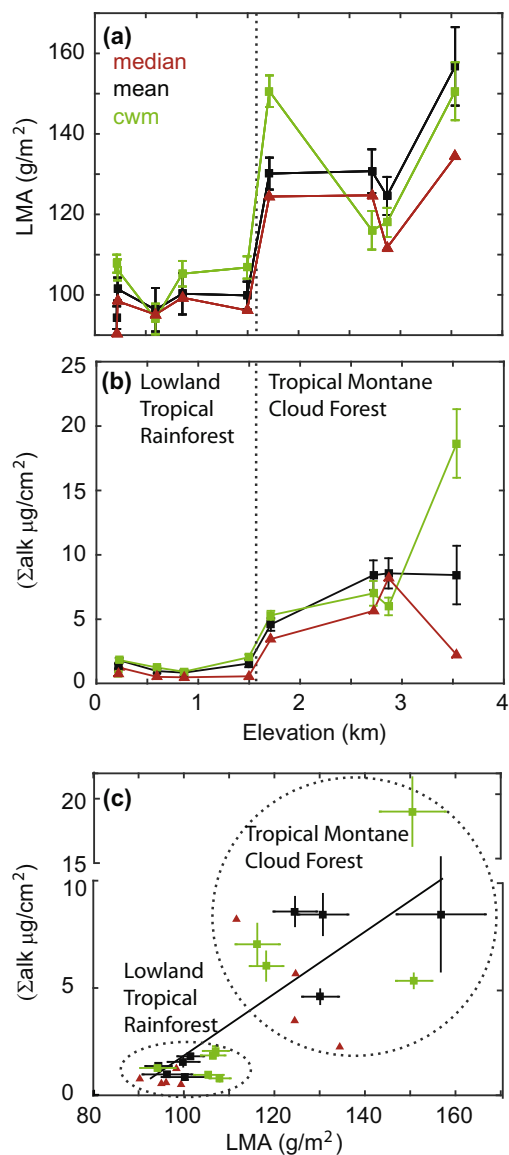 (a)
median
mean
cwm
160
140
120
100
LMA (g/m²)
(b)
Lowland
Tropical
Rainforest
Tropical Montane
Cloud Forest
25
20
15
10
5
0
(Σalk μg/cm²)
0
1
2
3
4
Elevation (km)
(c)
Tropical Montane
Cloud Forest
Lowland
Tropical
Rainforest
20
15
10
5
0
(Σalk μg/cm²)
80
100
120
140
160
LMA (g/m²)